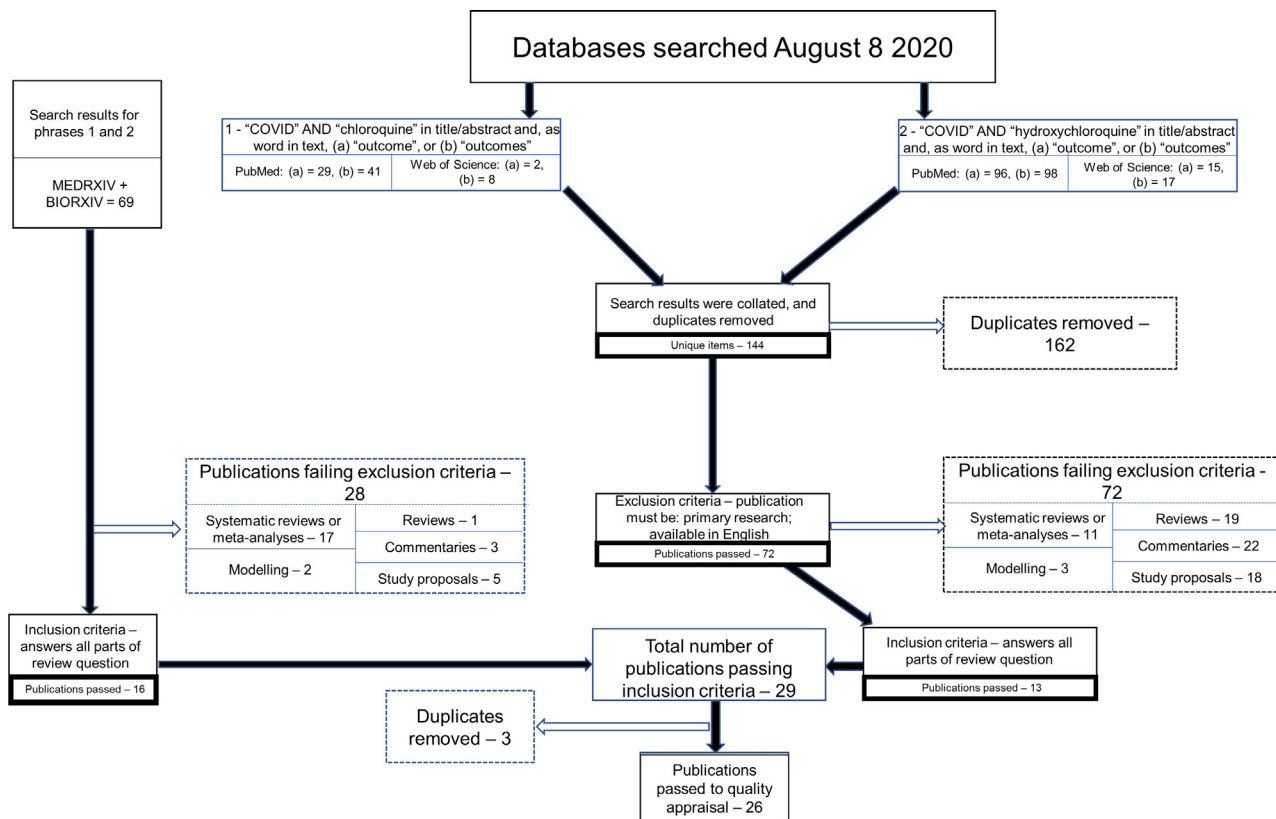 Databases searched August 8 2020
Search results for
phrases 1 and 2
MEDRXIV +
BIORXIV = 69
1 - “COVID” AND “chloroquine” in title/abstract and, as
word in text, (a) “outcome”, or (b) “outcomes”
PubMed: (a) = 29, (b) = 41
Web of Science: (a) = 2,
(b) = 8
2 - “COVID” AND “hydroxychloroquine” in title/abstract
and, as word in text, (a) “outcome”, or (b) “outcomes”
PubMed: (a) = 96, (b) = 98
Web of Science: (a) = 15,
(b) = 17
Search results were collated, and
duplicates removed
Unique items – 144
Duplicates removed –
162
Publications failing exclusion criteria –
28
Systematic reviews or
meta-analyses – 17
Modelling – 2
Reviews – 1
Commentaries – 3
Study proposals – 5
Exclusion criteria – publication
must be: primary research;
available in English
Publications passed – 72
Publications failing exclusion criteria -
72
Systematic reviews or
meta-analyses – 11
Modelling – 3
Reviews – 19
Commentaries – 22
Study proposals – 18
Inclusion criteria –
answers all parts of
review question
Publications passed – 16
Total number of
publications passing
inclusion criteria – 29
Inclusion criteria – answers all
parts of review question
Publications passed – 13
Duplicates
removed – 3
Publications
passed to quality
appraisal – 26